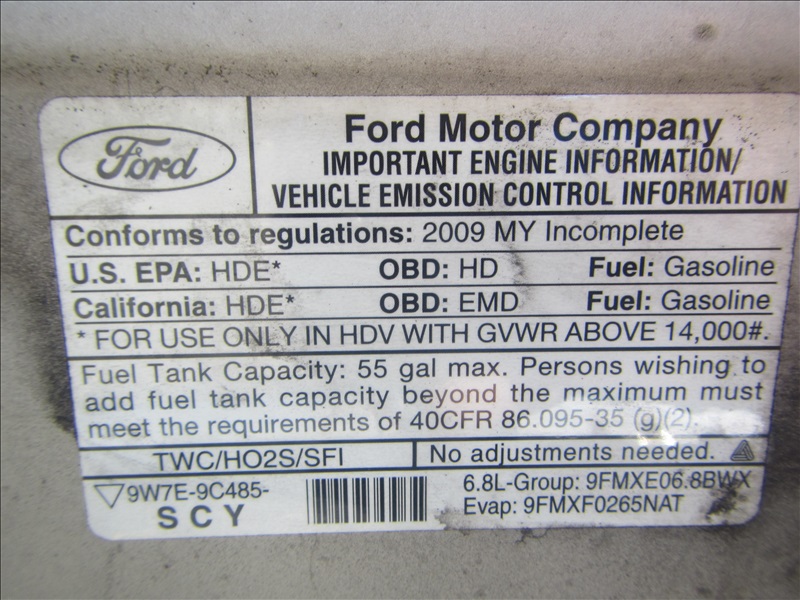 Ford
Ford Motor Company
IMPORTANT ENGINE INFORMATION/
VEHICLE EMISSION CONTROL INFORMATION
Conforms to regulations: 2009 MY Incomplete
U.S. EPA: HDE* OBD: HD Fuel: Gasoline
California: HDE* OBD: EMD Fuel: Gasoline
* FOR USE ONLY IN HDV WITH GVWR ABOVE 14,000#.
Fuel Tank Capacity: 55 gal max. Persons wishing to
add fuel tank capacity beyond the maximum must
meet the requirements of 40CFR 86.095-35 (g)(2).
TWC/HO2S/SFI No adjustments needed.
9W7E-9C485- 6.8L-Group: 9FMXE06.8BWX
SCY Evap: 9FMXF0265NAT